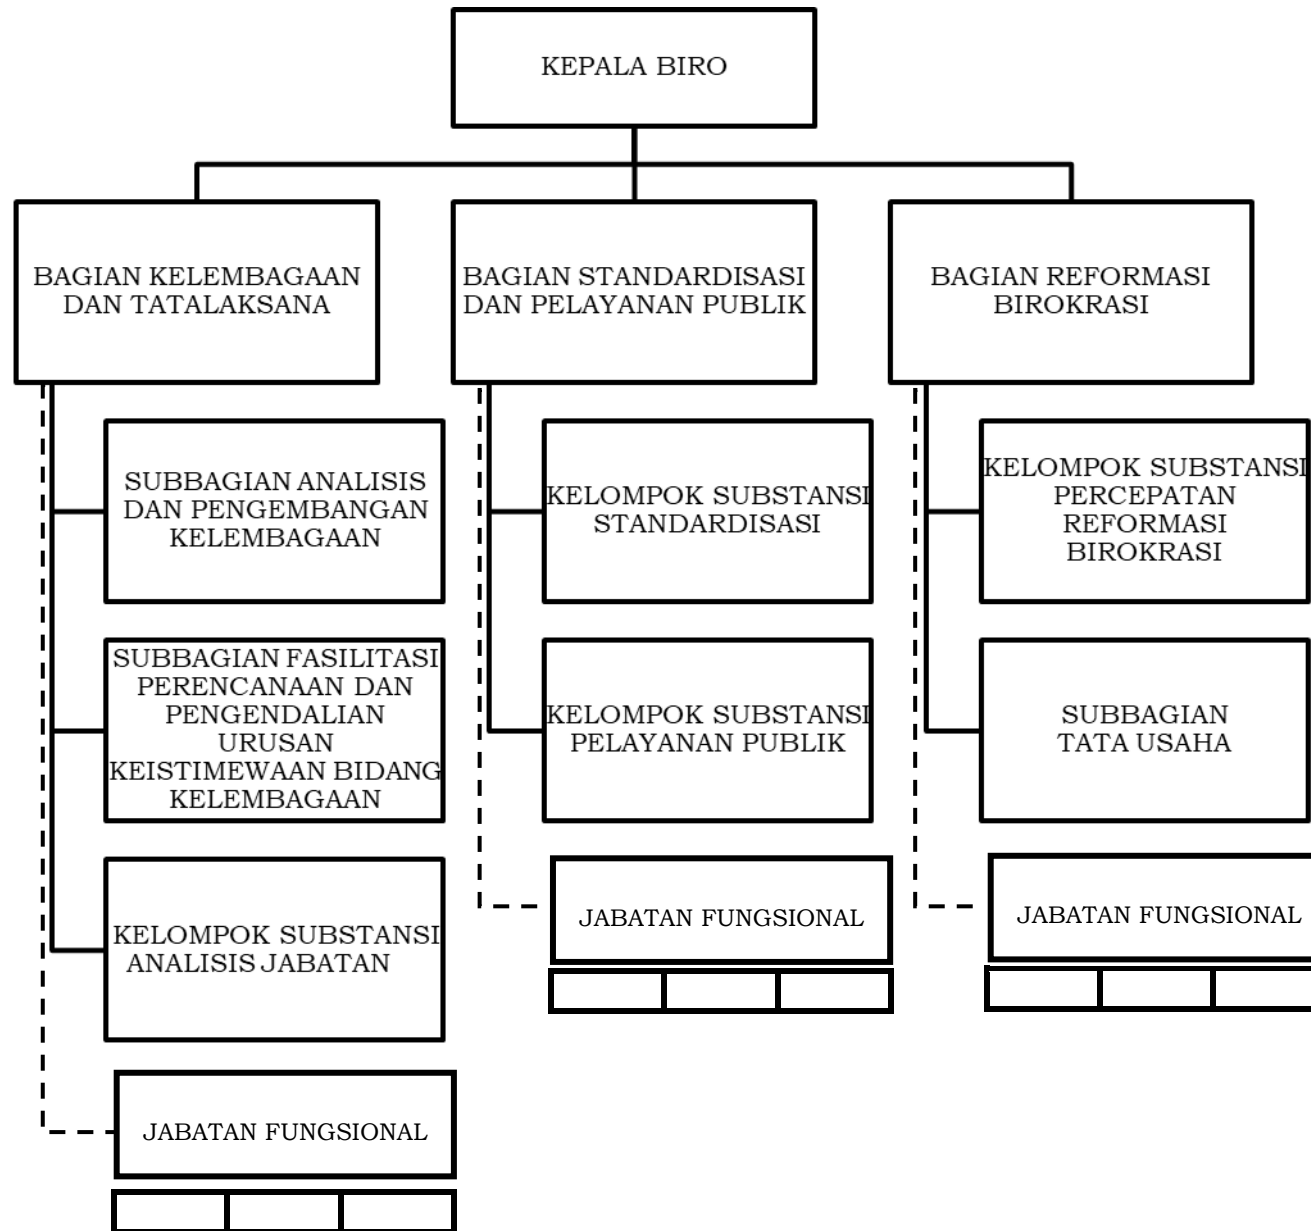 KEPALA BIRO
BAGIAN KELEMBAGAAN
DAN TATALAKSANA
BAGIAN STANDARDISASI
DAN PELAYANAN PUBLIK
BAGIAN REFORMASI
BIROKRASI
SUBBAGIAN ANALISIS
DAN PENGEMBANGAN
KELEMBAGAAN
KELOMPOK SUBSTANSI
STANDARDISASI
KELOMPOK SUBSTANSI
PERCEPATAN
REFORMASI
BIROKRASI
SUBBAGIAN FASILITASI
PERENCANAAN DAN
PENGENDALIAN
URUSAN
KEISTIMEWAAN BIDANG
KELEMBAGAAN
KELOMPOK SUBSTANSI
PELAYANAN PUBLIK
SUBBAGIAN
TATA USAHA
KELOMPOK SUBSTANSI
ANALISIS JABATAN
JABATAN FUNGSIONAL
JABATAN FUNGSIONAL
JABATAN FUNGSIONAL